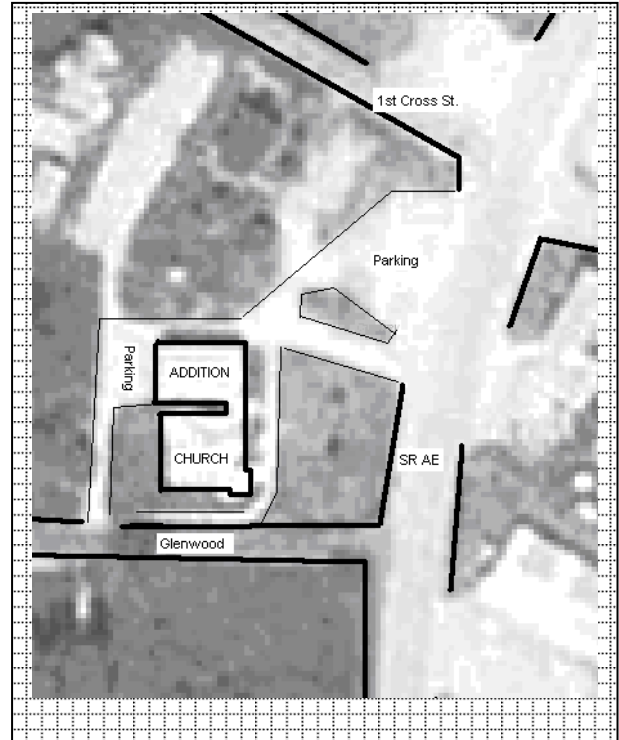 1st Cross St.
Parking
Parking
ADDITION
CHURCH
SR AE
Glenwood